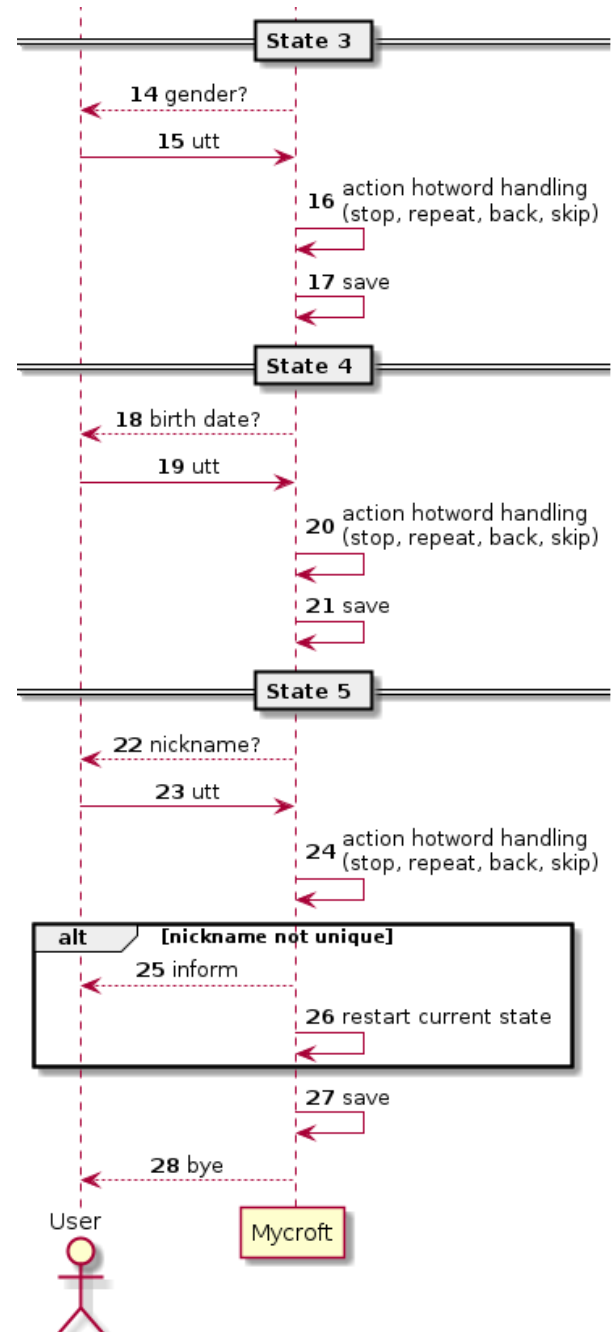 State 3
14 gender?
15 utt
16 action hotword handling
(stop, repeat, back, skip)
17 save
State 4
18 birth date?
19 utt
20 action hotword handling
(stop, repeat, back, skip)
21 save
State 5
22 nickname?
23 utt
24 action hotword handling
(stop, repeat, back, skip)
alt [nickname not unique]
25 inform
26 restart current state
27 save
28 bye
User
Mycroft